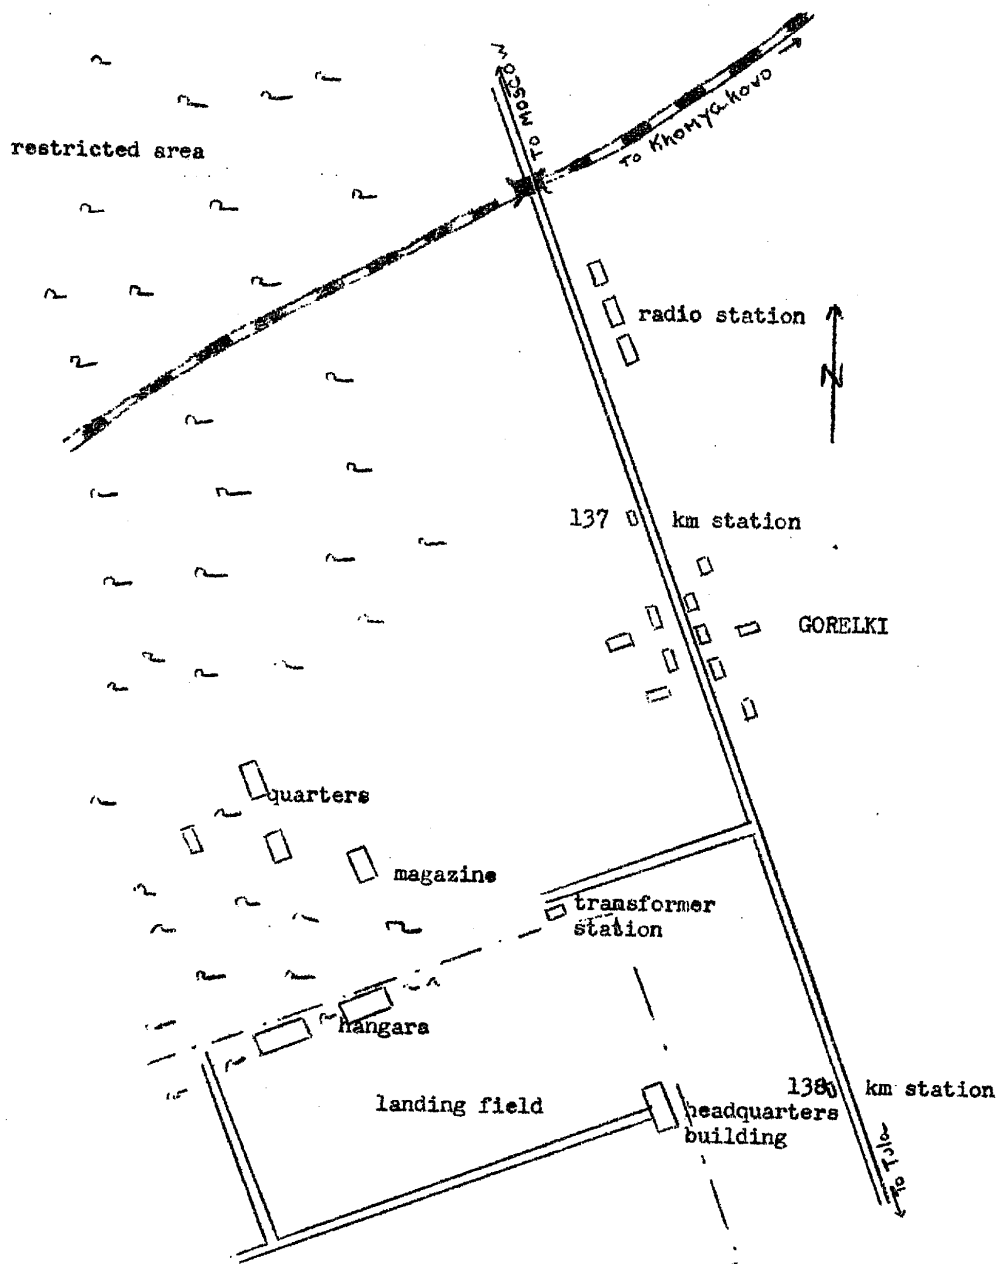 To MOSCOW
To Khomyakovo
restricted area
radio station
N
137 km station
GORELKI
quarters
magazine
transformer
station
hangars
138 km station
landing field
headquarters
building
To Tula